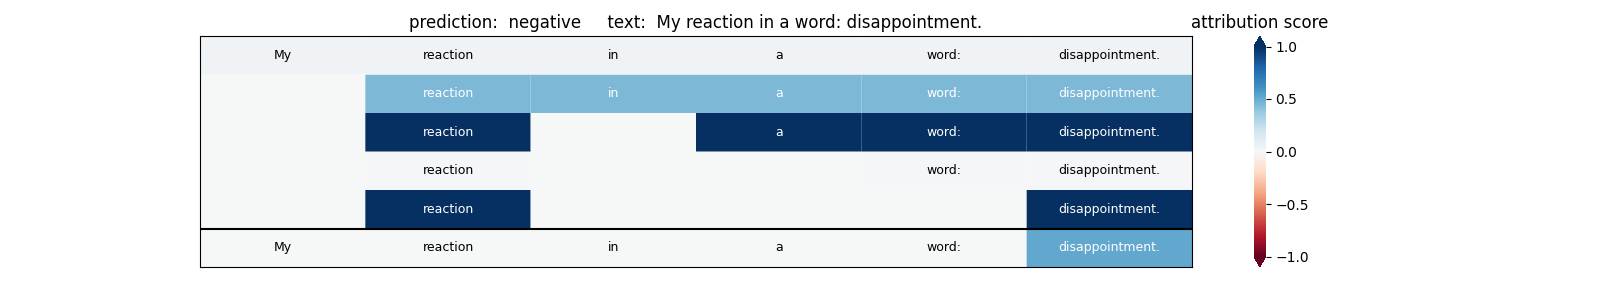 prediction:  negative     text:  My reaction in a word: disappointment.
attribution score
My reaction in a word: disappointment.
reaction in a word: disappointment.
reaction a word: disappointment.
reaction word: disappointment.
reaction disappointment.
My reaction in a word: disappointment.
1.0
0.5
0.0
−0.5
−1.0